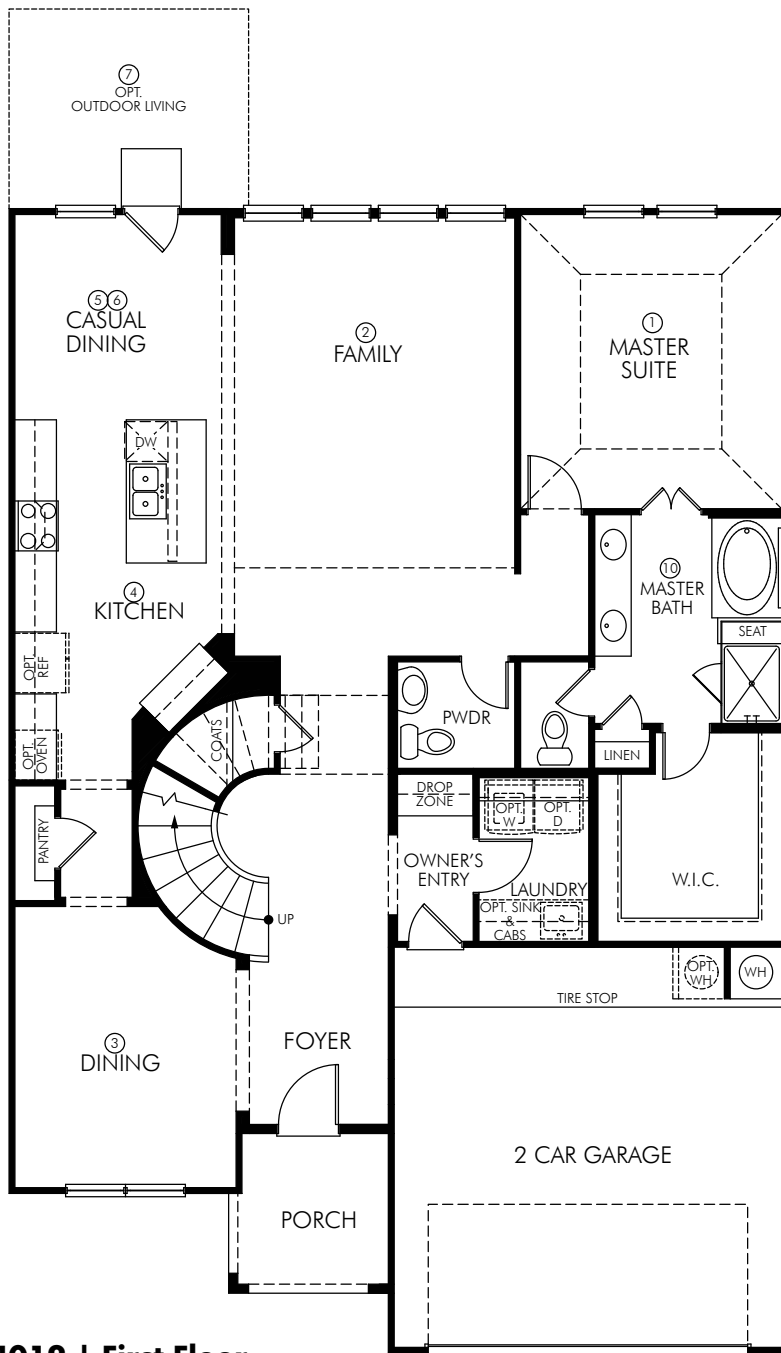 7
OPT.
OUTDOOR LIVING
5 6
CASUAL
DINING
2
FAMILY
1
MASTER
SUITE
DW
4
KITCHEN
10
MASTER
BATH
SEAT
OPT.
REF
PWDR
COATS
LINEN
OPT.
OVEN
DROP
ZONE
OPT.
W
OPT.
D
PANTRY
OWNER'S
ENTRY
LAUNDRY
W.I.C.
OPT. SINK
&
CABS
UP
OPT.
WH
WH
TIRE STOP
3
DINING
FOYER
2 CAR GARAGE
PORCH
First Floor